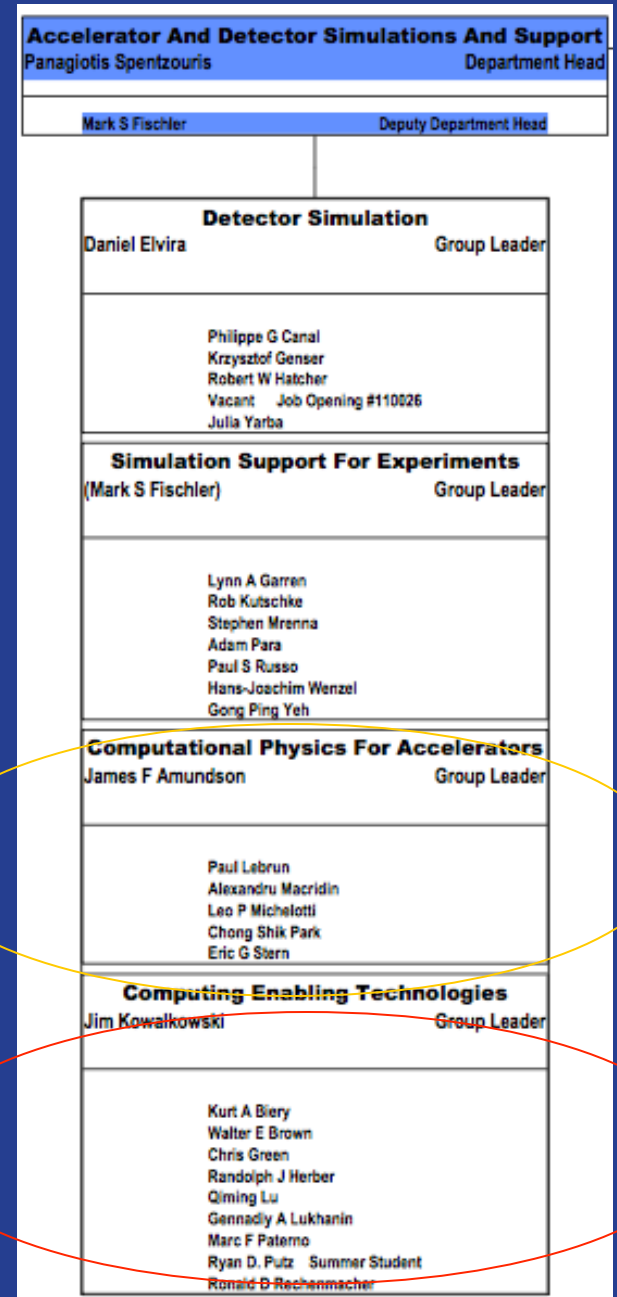 Accelerator And Detector Simulations And Support
Panagiotis Spentzouris Department Head
Mark S Fischler Deputy Department Head
Detector Simulation
Daniel Elvira Group Leader
Philippe G Canal
Krzysztof Genser
Robert W Hatcher
Vacant Job Opening #110026
Julia Yarba
Simulation Support For Experiments
(Mark S Fischler) Group Leader
Lynn A Garren
Rob Kutschke
Stephen Mrenna
Adam Para
Paul S Russo
Hans-Joachim Wenzel
Gong Ping Yeh
Computational Physics For Accelerators
James F Amundson Group Leader
Paul Lebrun
Alexandru Macridin
Leo P Michelotti
Chong Shik Park
Eric G Stern
Computing Enabling Technologies
Jim Kowalkowski Group Leader
Kurt A Biery
Walter E Brown
Chris Green
Randolph J Herber
Qiming Lu
Gennadiy A Lukhanin
Marc F Paterno
Ryan D. Putz Summer Student
Ronald D Rechenmacher